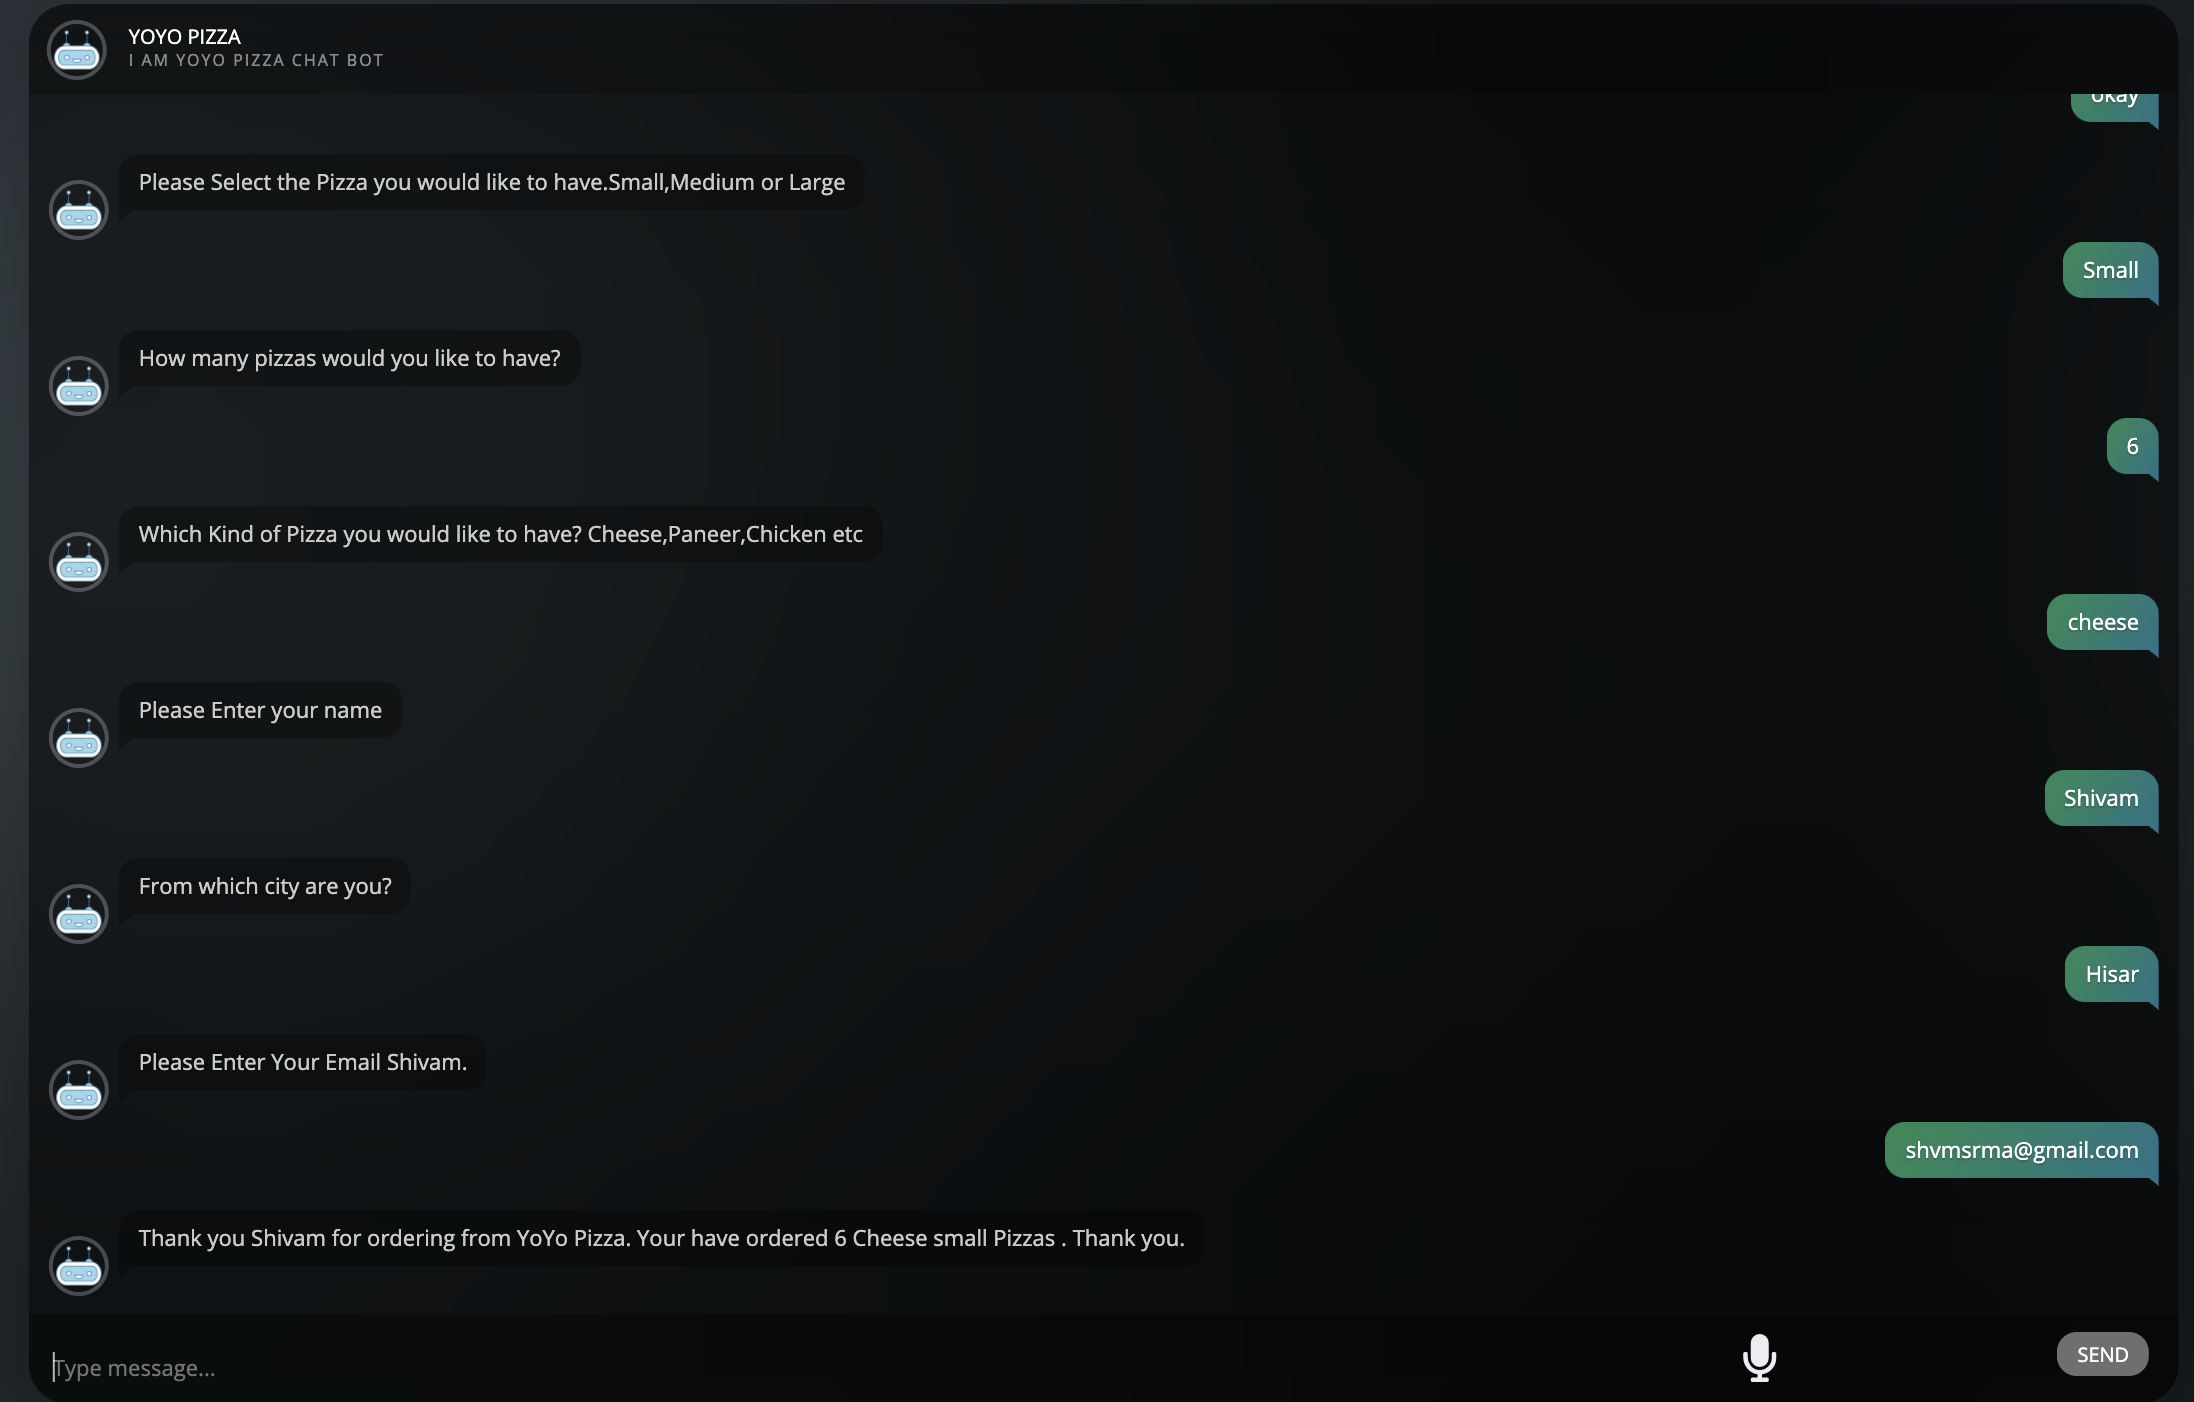 YOYO PIZZA
I AM YOYO PIZZA CHAT BOT
okay
Please Select the Pizza you would like to have.Small,Medium or Large
Small
How many pizzas would you like to have?
6
Which Kind of Pizza you would like to have? Cheese,Paneer,Chicken etc
cheese
Please Enter your name
Shivam
From which city are you?
Hisar
Please Enter Your Email Shivam.
shvmsrma@gmail.com
Thank you Shivam for ordering from YoYo Pizza. Your have ordered 6 Cheese small Pizzas . Thank you.
Type message...
SEND